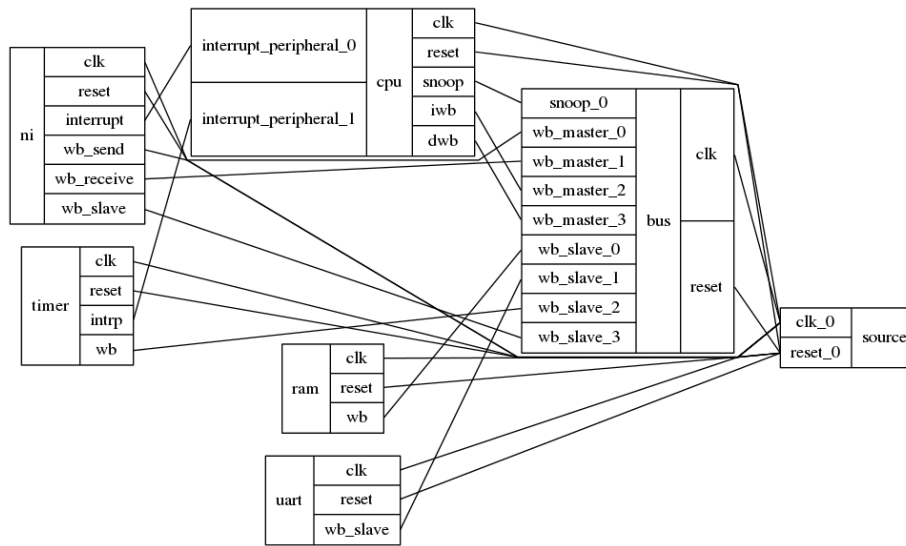 ni
clk
reset
interrupt
wb_send
wb_receive
wb_slave
interrupt_peripheral_0
interrupt_peripheral_1
cpu
clk
reset
snoop
iwb
dwb
snoop_0
wb_master_0
wb_master_1
wb_master_2
wb_master_3
wb_slave_0
wb_slave_1
wb_slave_2
wb_slave_3
bus
clk
reset
timer
clk
reset
intrp
wb
clk_0
reset_0
source
ram
clk
reset
wb
uart
clk
reset
wb_slave